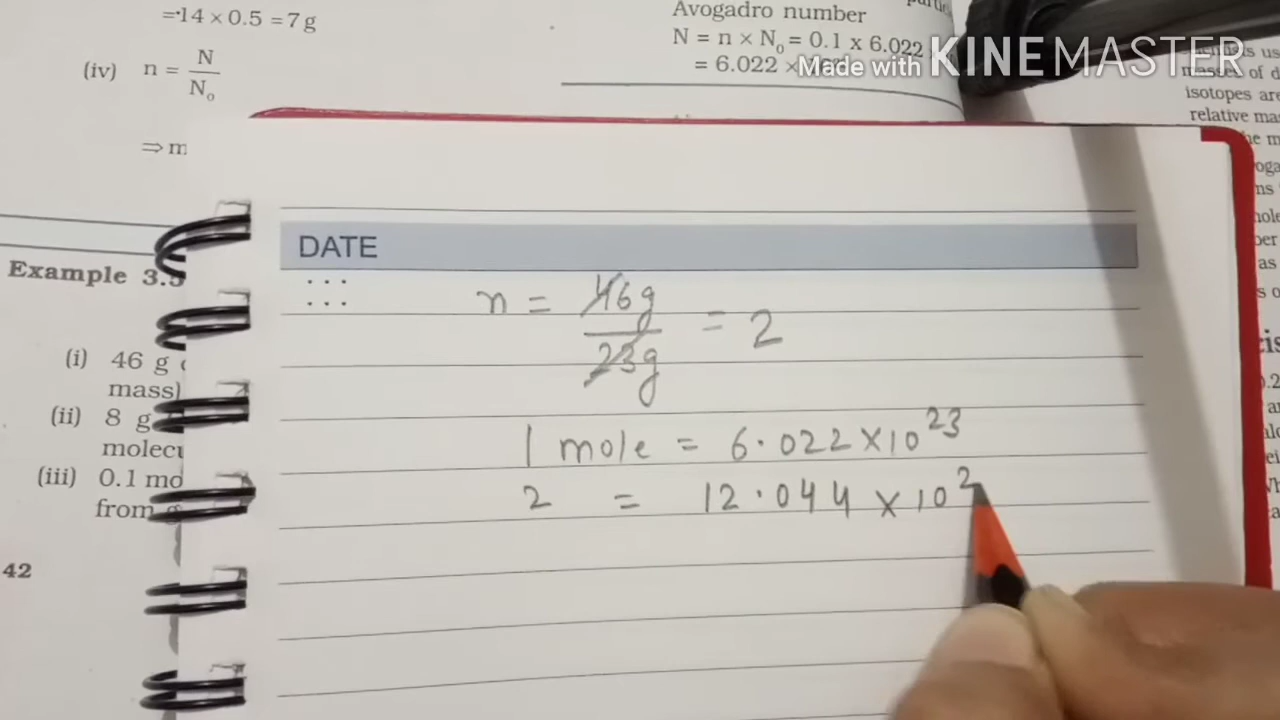 =14 × 0.5 = 7 g
(iv) n = N / N₀
⇒ m
Avogadro number
N = n × N₀ = 0.1 x 6.022
= 6.022 ×
Made with KINEMASTER
isotopes are
relative mas
DATE
Example 3.5
(i) 46 g
mass)
(ii) 8 g
molecu
(iii) 0.1 mo
from g
42
n = 46g / 23g = 2
1 mole = 6.022 × 10²³
2 = 12.044 × 10²